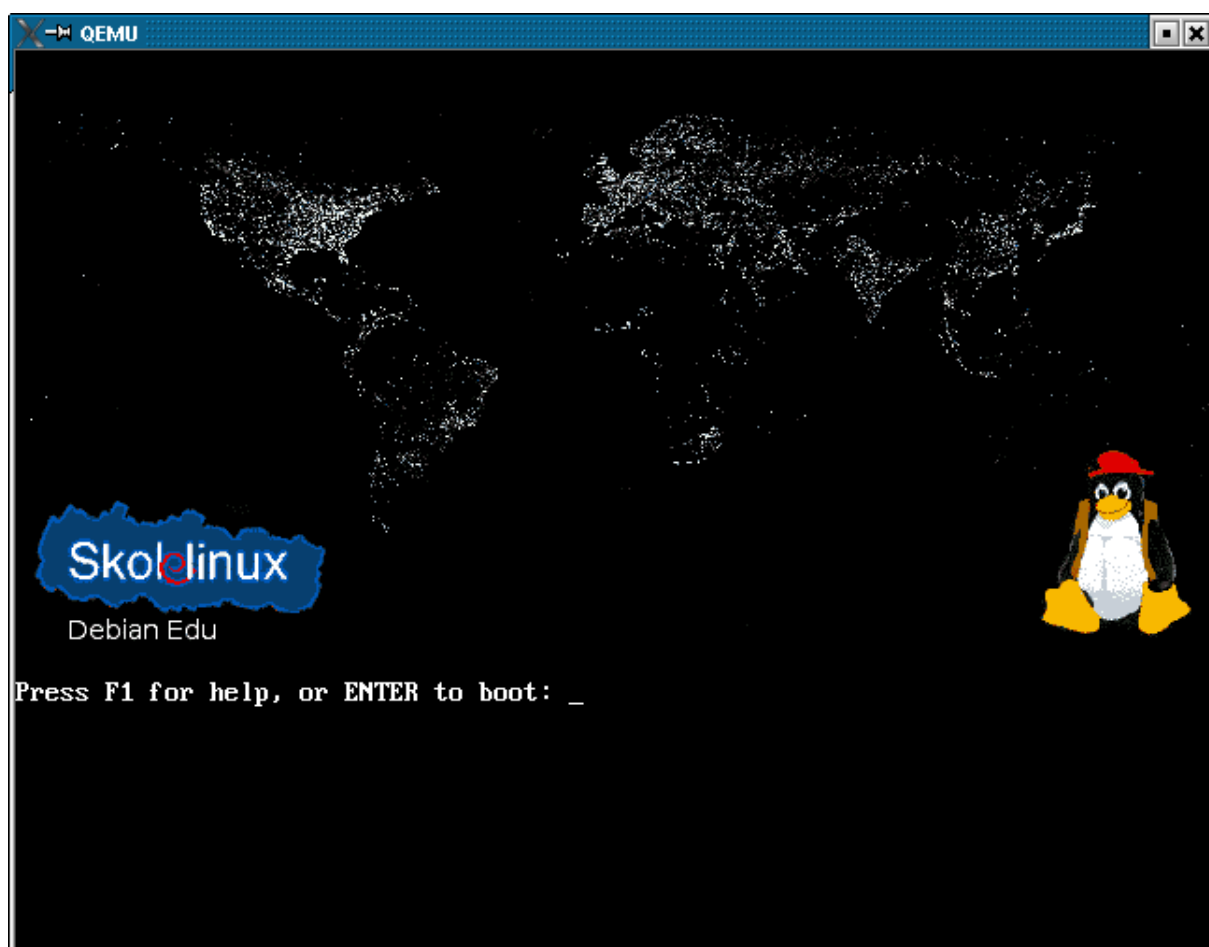 QEMU
Skolelinux
Debian Edu
Press F1 for help, or ENTER to boot: _